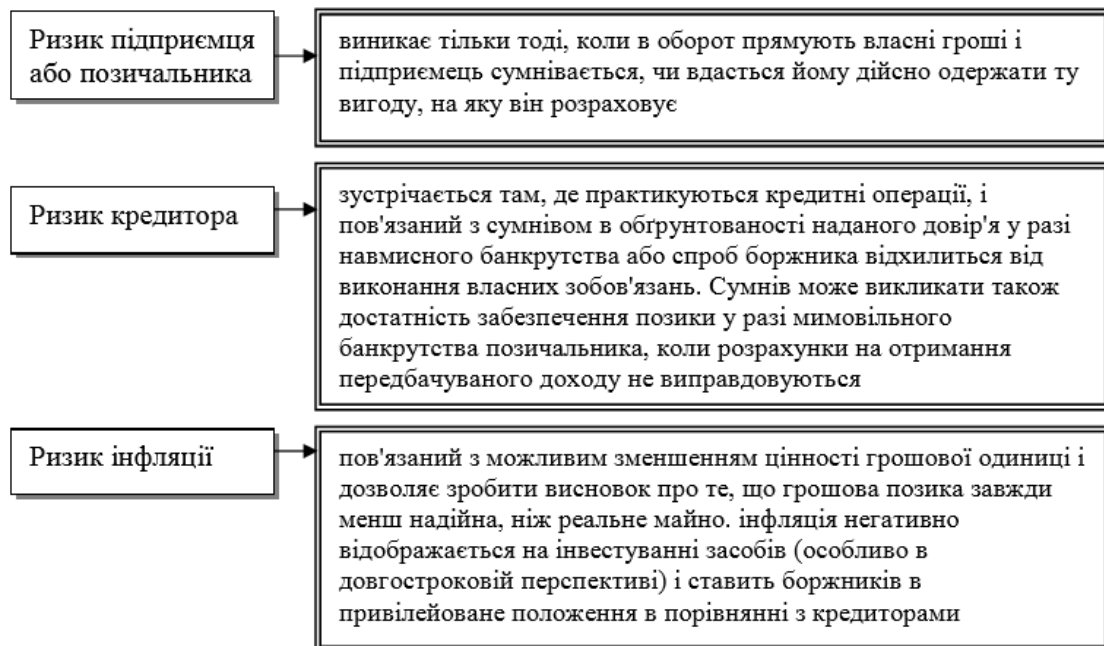 Ризик підприємця
або позичальника
виникає тільки тоді, коли в оборот прямують власні гроші і
підприємець сумнівається, чи вдасться йому дійсно одержати ту
вигоду, на яку він розраховує
Ризик кредитора
зустрічається там, де практикуються кредитні операції, і
пов'язаний з сумнівом в обґрунтованості наданого довір'я у разі
навмисного банкрутства або спроб боржника відхилиться від
виконання власних зобов'язань. Сумнів може викликати також
достатність забезпечення позики у разі мимовільного
банкрутства позичальника, коли розрахунки на отримання
передбачуваного доходу не виправдовуються
Ризик інфляції
пов'язаний з можливим зменшенням цінності грошової одиниці і
дозволяє зробити висновок про те, що грошова позика завжди
менш надійна, ніж реальне майно. інфляція негативно
відображається на інвестуванні засобів (особливо в
довгостроковій перспективі) і ставить боржників в
привілейоване положення в порівнянні з кредиторами